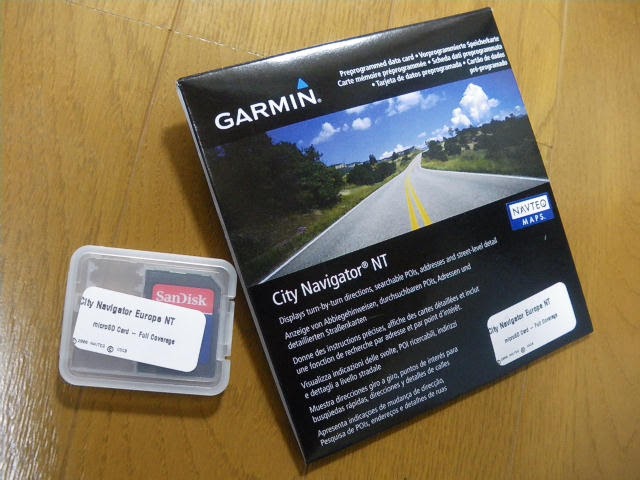 GARMIN®
Preprogrammed data card • Vorprogrammierte Speicherkarte
Carte mémoire préprogrammée • Scheda dati preprogrammata
• Tarjeta de datos preprogramada • Cartão de dados
pré-programado
NAVTEQ
MAPS.
City Navigator® NT
Displays turn-by-turn directions, searchable POIs, addresses and street-level detail
Anzeige von Abbiegehinweisen, durchsuchbaren POIs, Adressen und
detaillierten Straßenkarten
Donne des instructions précises, affiche des cartes détaillées et inclut
une fonction de recherche par adresse et par point d'intérêt.
Visualizza indicazioni delle svolte, POI ricercabili, indirizzi
e dettagli a livello stradale
Muestra direcciones giro a giro, puntos de interés para
busquedas rápidas, direcciones y detalles de calles
Apresenta indicaçoes de mudança de direcção,
Pesquisa de POIs, endereços e detalhes de ruas
City Navigator Europe NT
microSD Card - Full Coverage
SanDisk
City Navigator Europe NT
microSD Card - Full Coverage